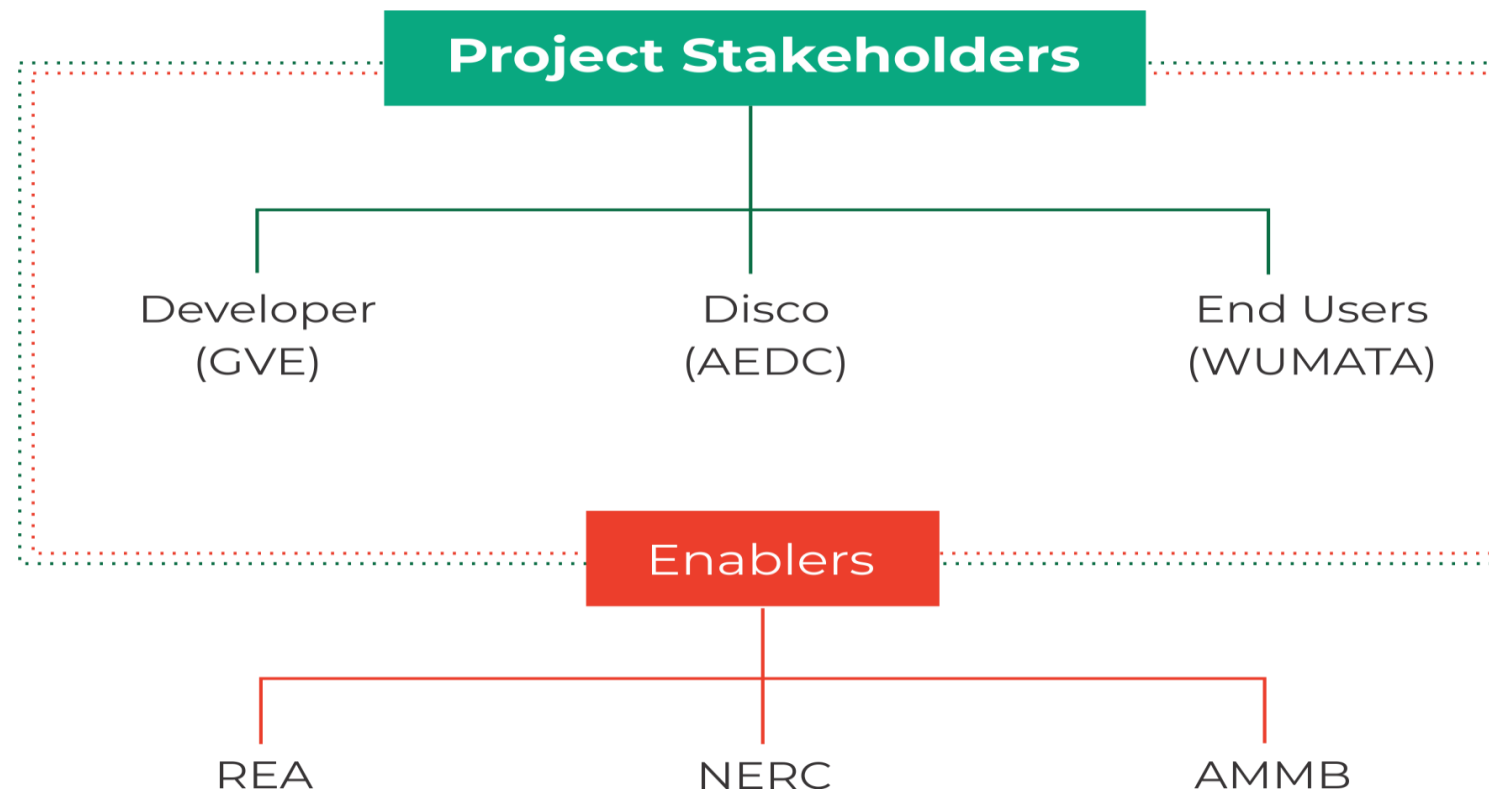 Project Stakeholders
Developer
(GVE)
Disco
(AEDC)
End Users
(WUMATA)
Enablers
REA
NERC
AMMB